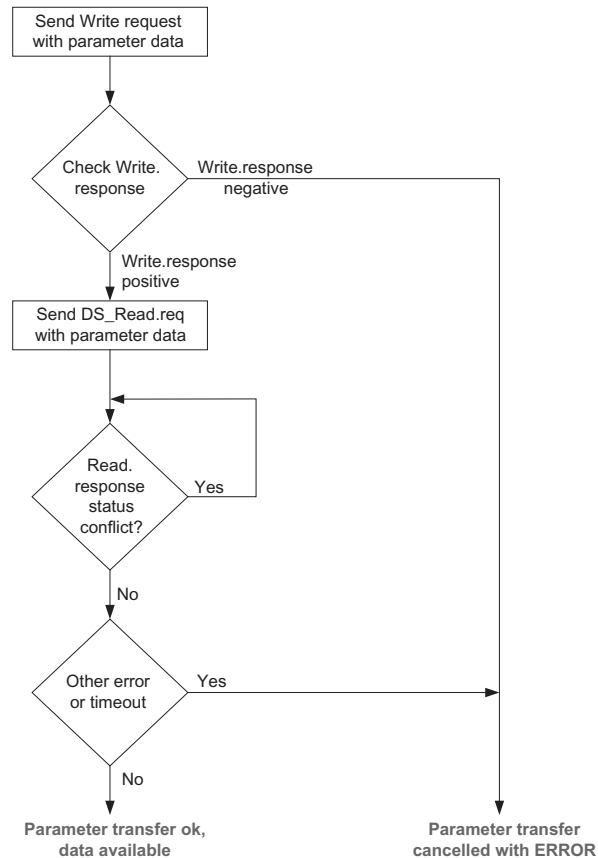 Send Write request
with parameter data
Check Write.
response
Write.response
negative
Write.response
positive
Send DS_Read.req
with parameter data
Read.
response
status
conflict?
Yes
No
Other error
or timeout
Yes
No
Parameter transfer ok,
data available
Parameter transfer
cancelled with ERROR